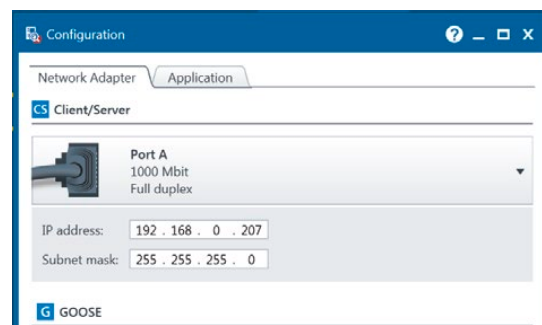 Configuration
Network Adapter Application
CS Client/Server
Port A
1000 Mbit
Full duplex
IP address: 192 . 168 . 0 . 207
Subnet mask: 255 . 255 . 255 . 0
G GOOSE